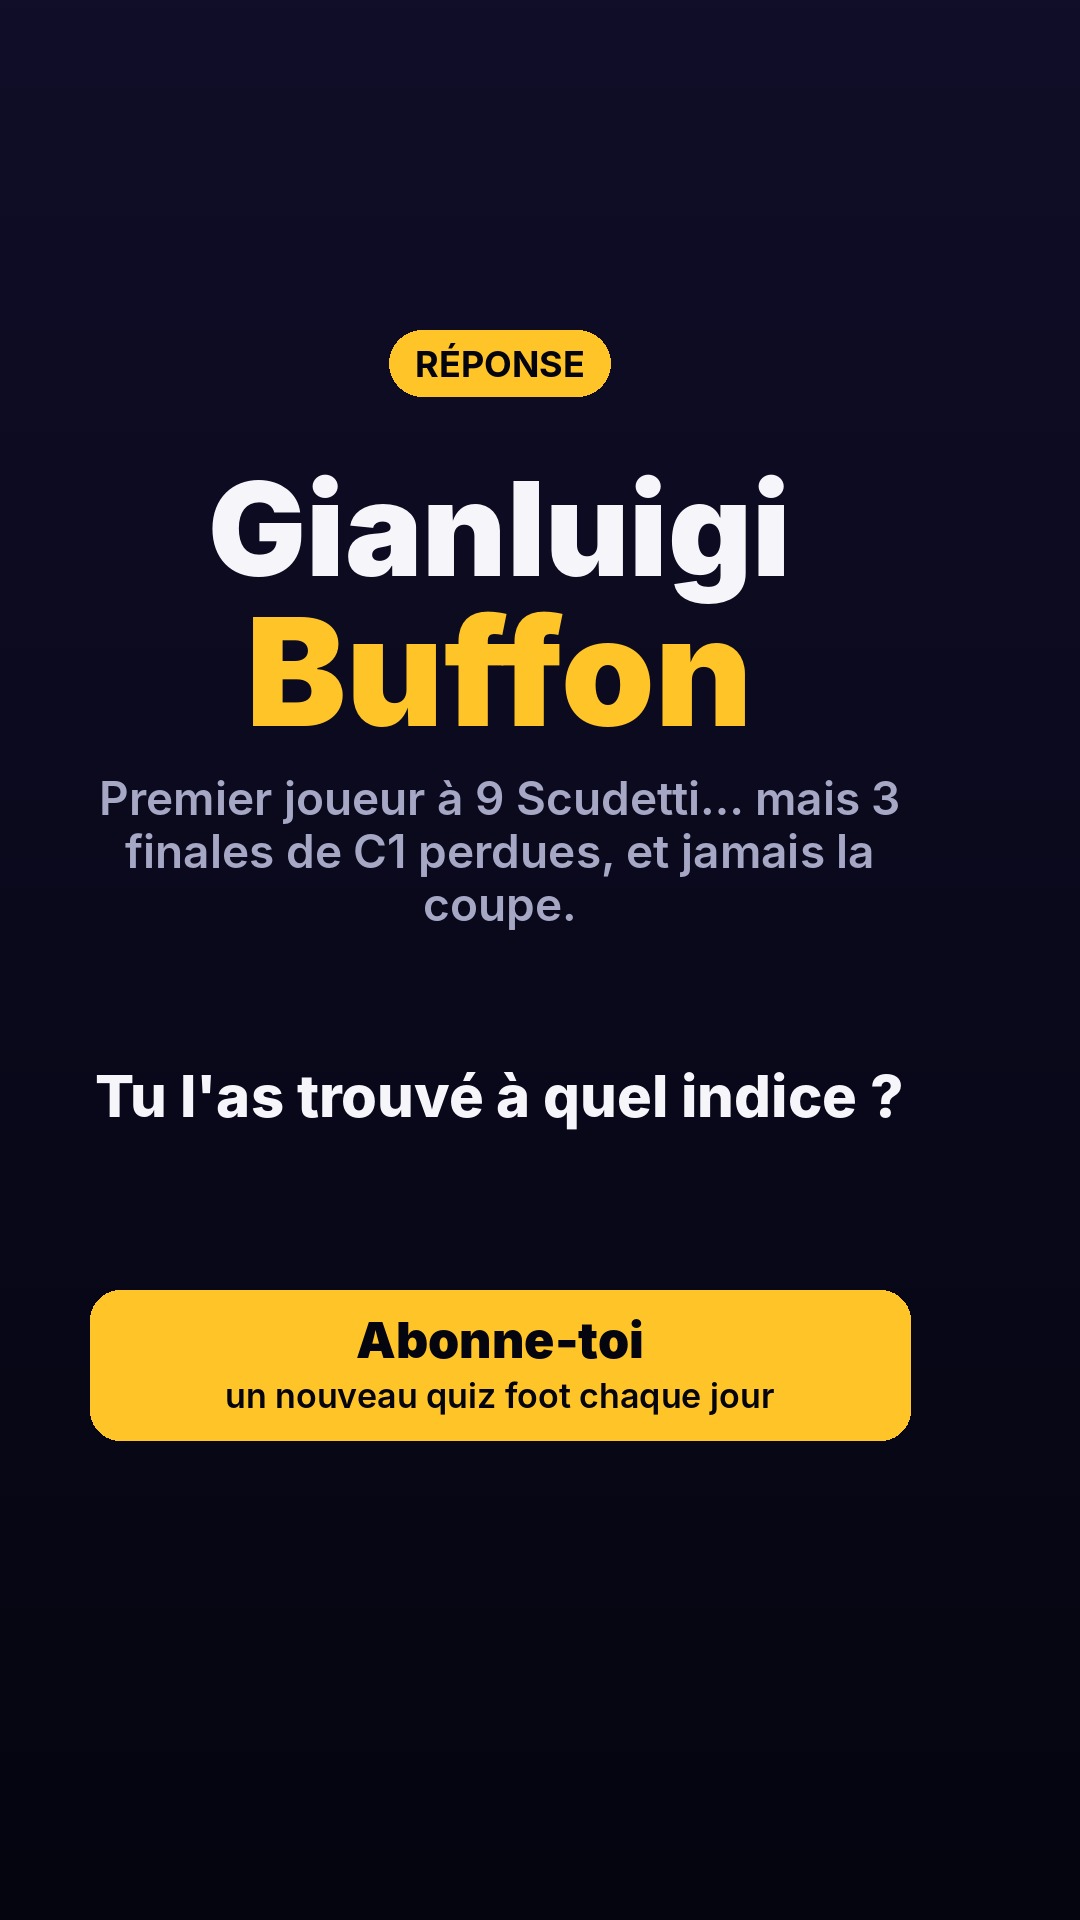 RÉPONSE
Gianluigi
Buffon
Premier joueur à 9 Scudetti... mais 3
finales de C1 perdues, et jamais la
coupe.
Tu l'as trouvé à quel indice ?
Abonne-toi
un nouveau quiz foot chaque jour